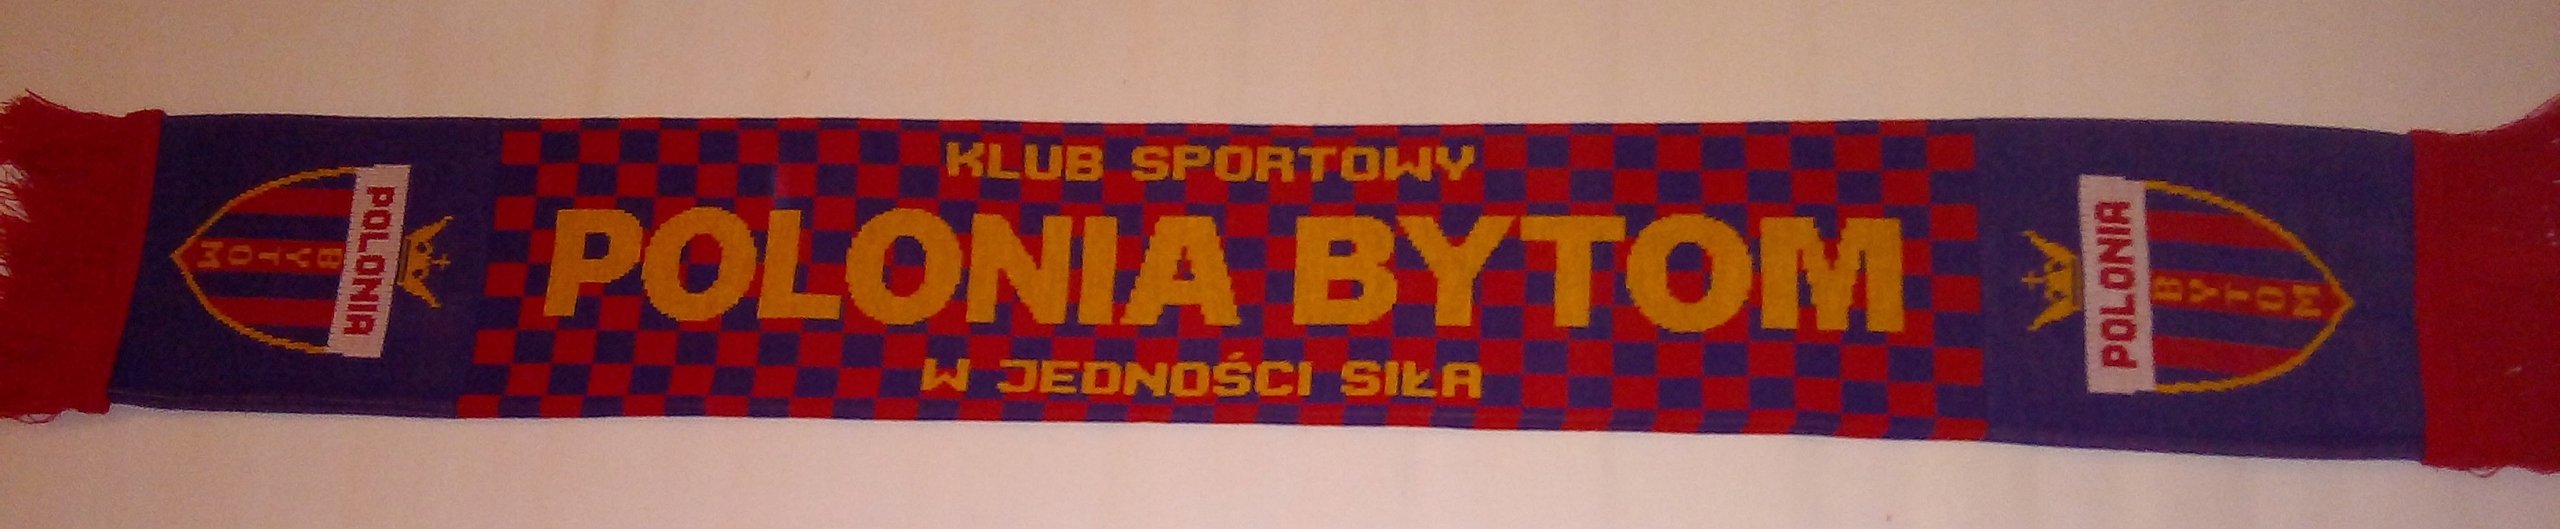 POLONIA
BYTOM
KLUB SPORTOWY
POLONIA BYTOM
W JEDNOŚCI SIŁA
POLONIA
BYTOM